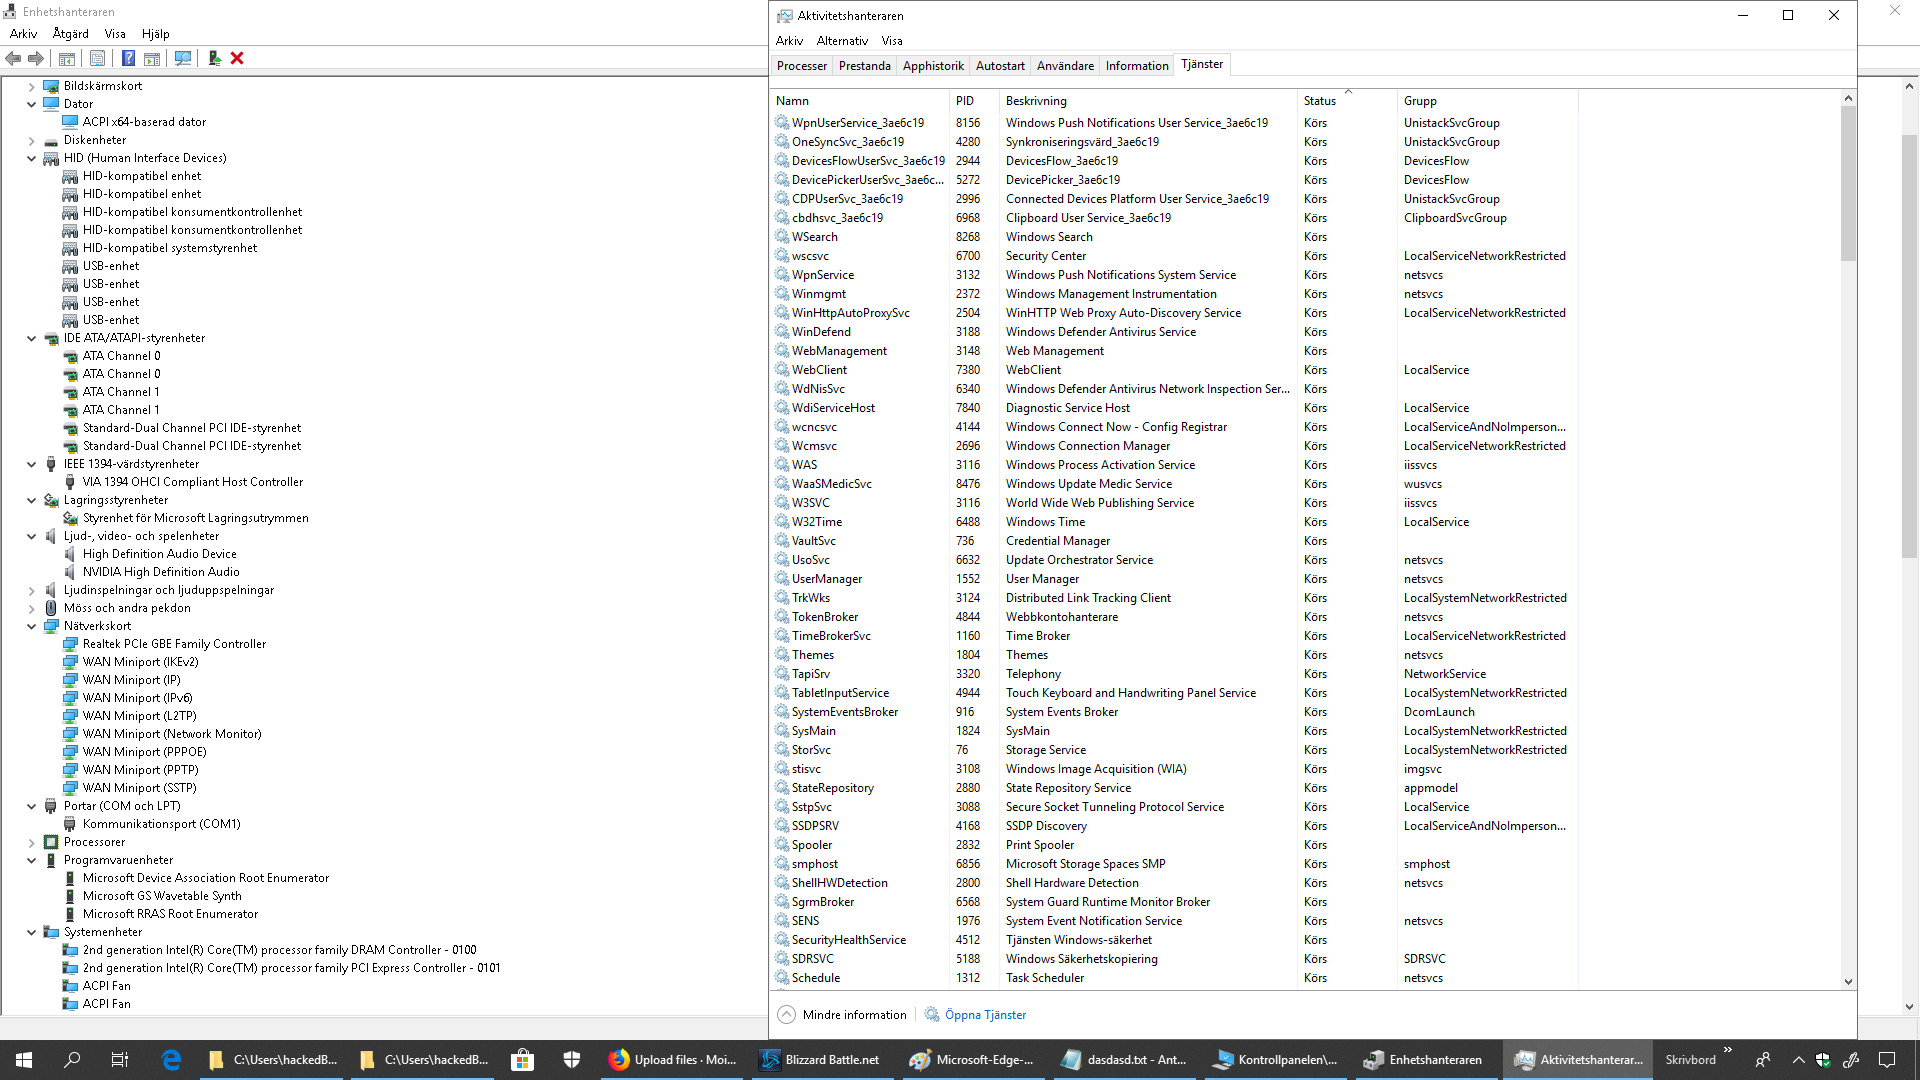 Enhetshanteraren
Arkiv Åtgärd Visa Hjälp
Bildskärmskort
Dator
ACPI x64-baserad dator
Diskenheter
HID (Human Interface Devices)
HID-kompatibel enhet
HID-kompatibel enhet
HID-kompatibel konsumentkontrollenhet
HID-kompatibel konsumentkontrollenhet
HID-kompatibel systemstyrenhet
USB-enhet
USB-enhet
USB-enhet
USB-enhet
IDE ATA/ATAPI-styrenheter
ATA Channel 0
ATA Channel 0
ATA Channel 1
ATA Channel 1
Standard-Dual Channel PCI IDE-styrenhet
Standard-Dual Channel PCI IDE-styrenhet
IEEE 1394-värdstyrenheter
VIA 1394 OHCI Compliant Host Controller
Lagringsstyrenheter
Styrenhet för Microsoft Lagringsutrymmen
Ljud-, video- och spelenheter
High Definition Audio Device
NVIDIA High Definition Audio
Ljudinspelningar och ljuduppspelningar
Möss och andra pekdon
Nätverkskort
Realtek PCIe GBE Family Controller
WAN Miniport (IKEv2)
WAN Miniport (IP)
WAN Miniport (IPv6)
WAN Miniport (L2TP)
WAN Miniport (Network Monitor)
WAN Miniport (PPPOE)
WAN Miniport (PPTP)
WAN Miniport (SSTP)
Portar (COM och LPT)
Kommunikationsport (COM1)
Processorer
Programvaruenheter
Microsoft Device Association Root Enumerator
Microsoft GS Wavetable Synth
Microsoft RRAS Root Enumerator
Systemenheter
2nd generation Intel(R) Core(TM) processor family DRAM Controller - 0100
2nd generation Intel(R) Core(TM) processor family PCI Express Controller - 0101
ACPI Fan
ACPI Fan
Aktivitetshanteraren
Arkiv Alternativ Visa
Processer Prestanda Apphistorik Autostart Användare Information Tjänster
Namn PID Beskrivning Status Grupp
WpnUserService_3ae6c19 8156 Windows Push Notifications User Service_3ae6c19 Körs UnistackSvcGroup
OneSyncSvc_3ae6c19 4280 Synkroniseringsvärd_3ae6c19 Körs UnistackSvcGroup
DevicesFlowUserSvc_3ae6c19 2944 DevicesFlow_3ae6c19 Körs DevicesFlow
DevicePickerUserSvc_3ae6c... 5272 DevicePicker_3ae6c19 Körs DevicesFlow
CDPUserSvc_3ae6c19 2996 Connected Devices Platform User Service_3ae6c19 Körs UnistackSvcGroup
cbdhsvc_3ae6c19 6968 Clipboard User Service_3ae6c19 Körs ClipboardSvcGroup
WSearch 8268 Windows Search Körs
wscsvc 6700 Security Center Körs LocalServiceNetworkRestricted
WpnService 3132 Windows Push Notifications System Service Körs netsvcs
Winmgmt 2372 Windows Management Instrumentation Körs netsvcs
WinHttpAutoProxySvc 2504 WinHTTP Web Proxy Auto-Discovery Service Körs LocalServiceNetworkRestricted
WinDefend 3188 Windows Defender Antivirus Service Körs
WebManagement 3148 Web Management Körs
WebClient 7380 WebClient Körs LocalService
WdNisSvc 6340 Windows Defender Antivirus Network Inspection Ser... Körs
WdiServiceHost 7840 Diagnostic Service Host Körs LocalService
wcncsvc 4144 Windows Connect Now - Config Registrar Körs LocalServiceAndNoImperson...
Wcmsvc 2696 Windows Connection Manager Körs LocalServiceNetworkRestricted
WAS 3116 Windows Process Activation Service Körs iissvcs
WaaSMedicSvc 8476 Windows Update Medic Service Körs wusvcs
W3SVC 3116 World Wide Web Publishing Service Körs iissvcs
W32Time 6488 Windows Time Körs LocalService
VaultSvc 736 Credential Manager Körs
UsoSvc 6632 Update Orchestrator Service Körs netsvcs
UserManager 1552 User Manager Körs netsvcs
TrkWks 3124 Distributed Link Tracking Client Körs LocalSystemNetworkRestricted
TokenBroker 4844 Webbkontohanterare Körs netsvcs
TimeBrokerSvc 1160 Time Broker Körs LocalServiceNetworkRestricted
Themes 1804 Themes Körs netsvcs
TapiSrv 3320 Telephony Körs NetworkService
TabletInputService 4944 Touch Keyboard and Handwriting Panel Service Körs LocalSystemNetworkRestricted
SystemEventsBroker 916 System Events Broker Körs DcomLaunch
SysMain 1824 SysMain Körs LocalSystemNetworkRestricted
StorSvc 76 Storage Service Körs LocalSystemNetworkRestricted
stisvc 3108 Windows Image Acquisition (WIA) Körs imgsvc
StateRepository 2880 State Repository Service Körs appmodel
SstpSvc 3088 Secure Socket Tunneling Protocol Service Körs LocalService
SSDPSRV 4168 SSDP Discovery Körs LocalServiceAndNoImperson...
Spooler 2832 Print Spooler Körs
smphost 6856 Microsoft Storage Spaces SMP Körs smphost
ShellHWDetection 2800 Shell Hardware Detection Körs netsvcs
SgrmBroker 6568 System Guard Runtime Monitor Broker Körs
SENS 1976 System Event Notification Service Körs netsvcs
SecurityHealthService 4512 Tjänsten Windows-säkerhet Körs
SDRSVC 5188 Windows Säkerhetskopiering Körs SDRSVC
Schedule 1312 Task Scheduler Körs netsvcs
Mindre information Öppna Tjänster
C:\Users\hackedB... C:\Users\hackedB... Upload files · Moi... Blizzard Battle.net Microsoft-Edge-... dasdasd.txt - Ant... Kontrollpanelen\... Enhetshanteraren Aktivitetshanterar... Skrivbord